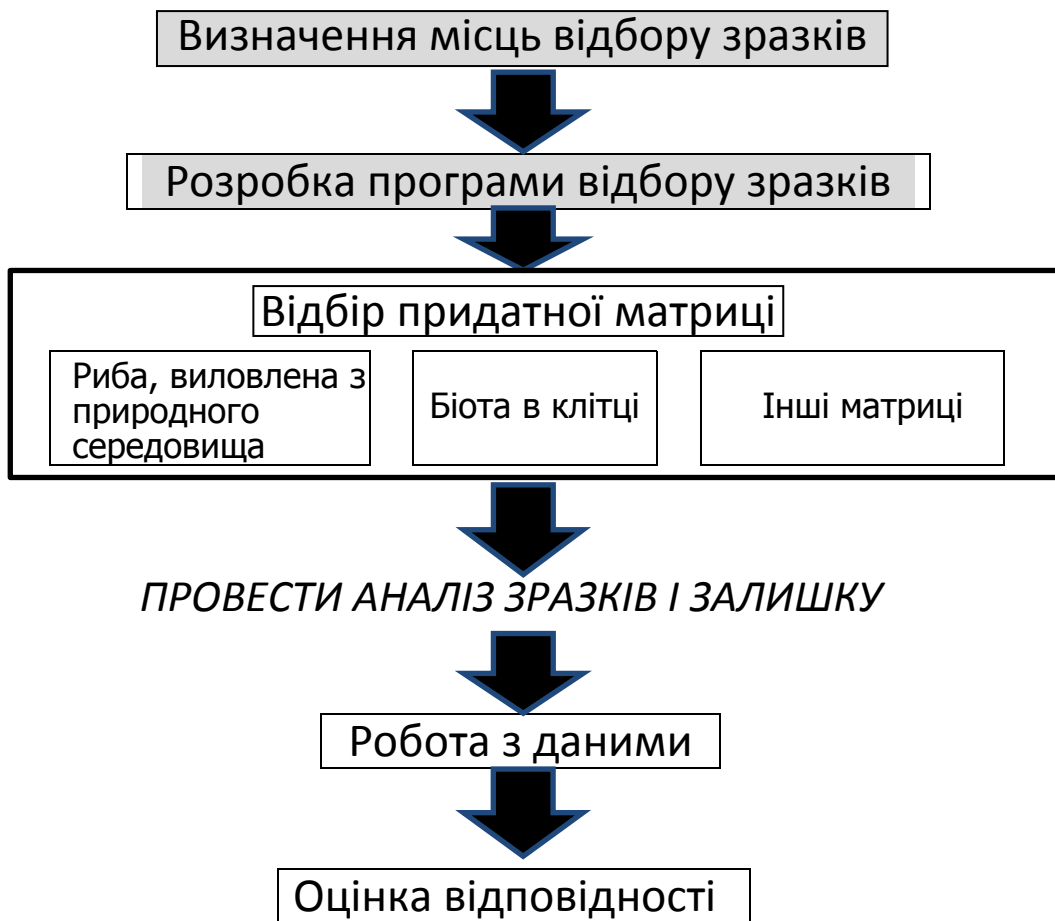 Визначення місць відбору зразків
Розробка програми відбору зразків
Відбір придатної матриці
Риба, виловлена з
природного
середовища
Біота в клітці
Інші матриці
ПРОВЕСТИ АНАЛІЗ ЗРАЗКІВ І ЗАЛИШКУ
Робота з даними
Оцінка відповідності